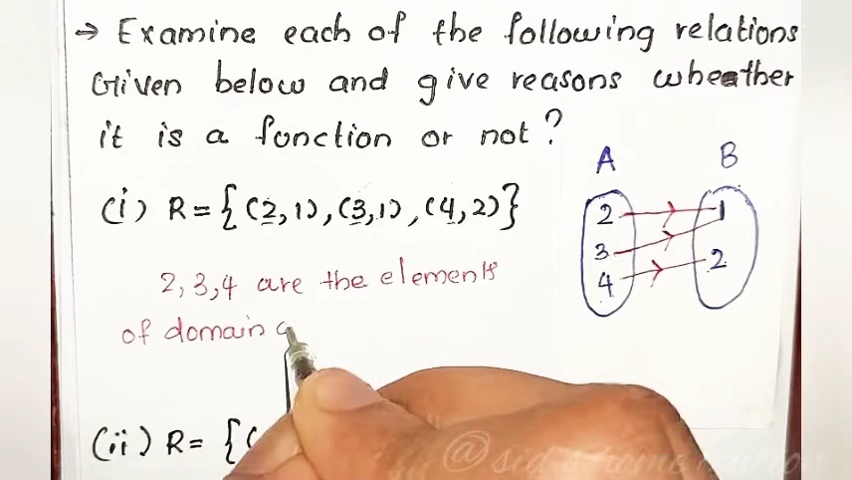 → Examine each of the following relations
Given below and give reasons wheather
it is a function or not?
A B
(i) R = {(2,1), (3,1), (4,2)}
2 1
3
4 2
2,3,4 are the elements
of domain
(ii) R = {(